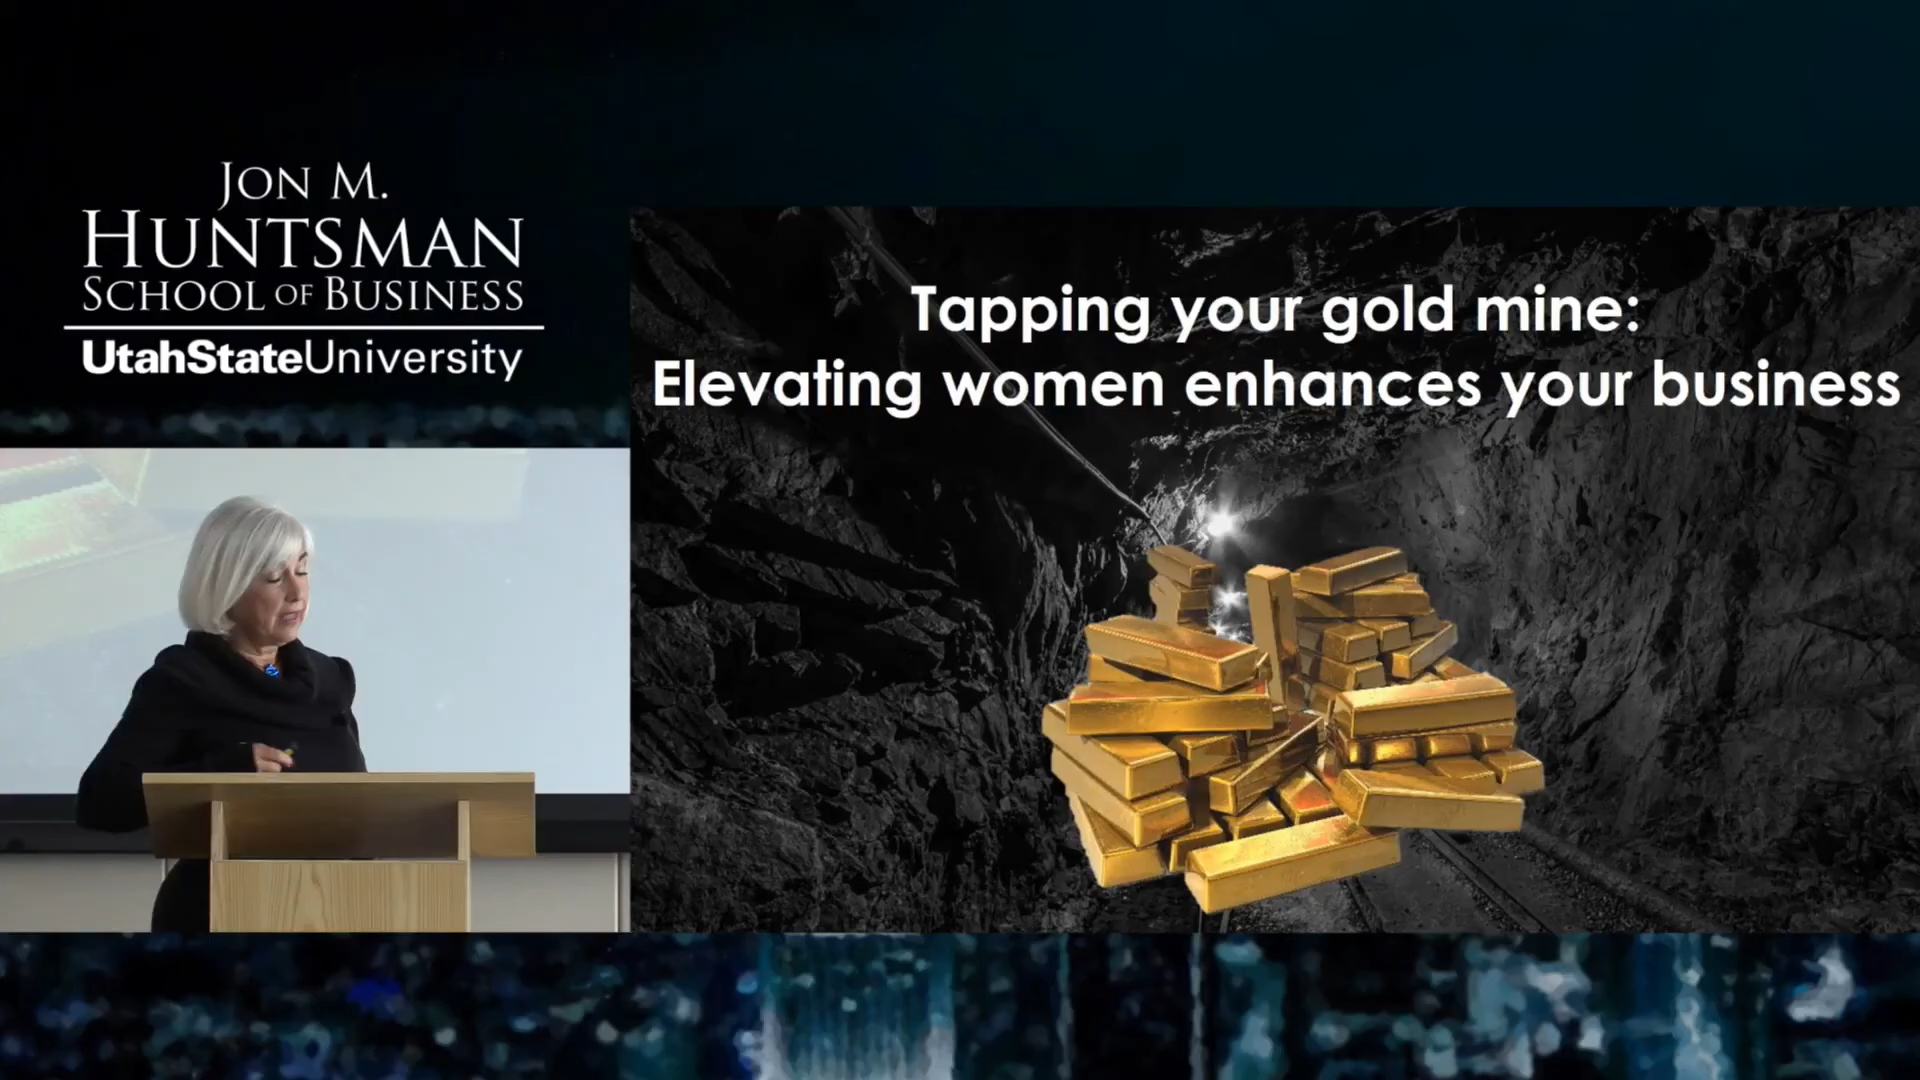 JON M.
HUNTSMAN
SCHOOL OF BUSINESS
UtahStateUniversity
Tapping your gold mine:
Elevating women enhances your business